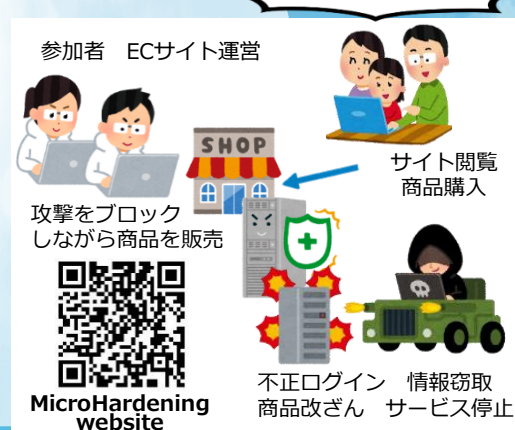 参加者　ECサイト運営
SHOP
サイト閲覧
商品購入
攻撃をブロック
しながら商品を販売
不正ログイン　情報窃取
商品改ざん　サービス停止
MicroHardening
website